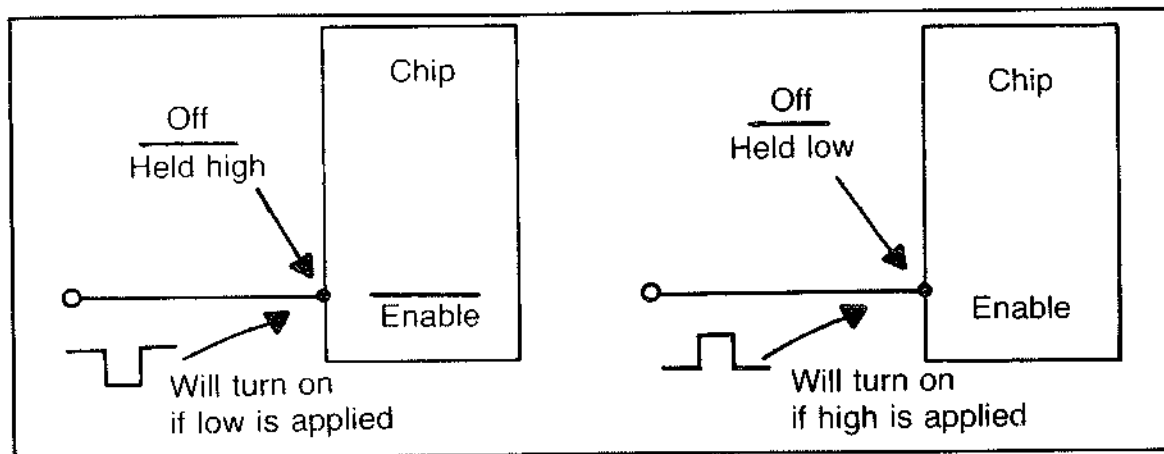 Chip
Off
Held high
Enable
Will turn on
if low is applied
Chip
Off
Held low
Enable
Will turn on
if high is applied